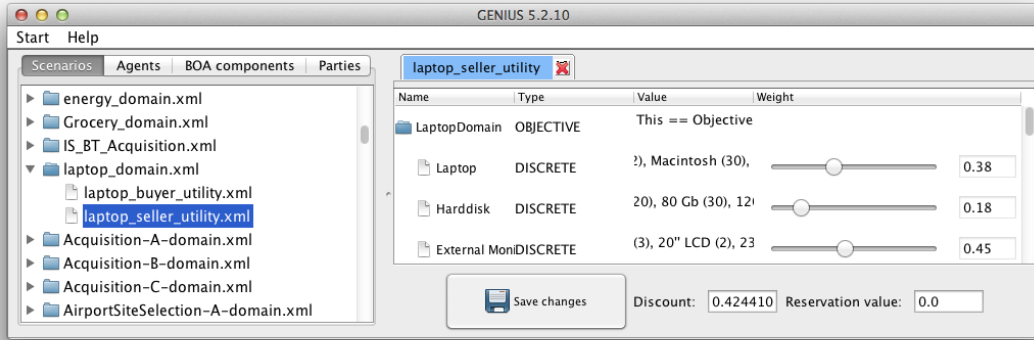 GENIUS 5.2.10
Start Help
Scenarios Agents BOA components Parties
energy_domain.xml
Grocery_domain.xml
IS_BT_Acquisition.xml
laptop_domain.xml
laptop_buyer_utility.xml
laptop_seller_utility.xml
Acquisition-A-domain.xml
Acquisition-B-domain.xml
Acquisition-C-domain.xml
AirportSiteSelection-A-domain.xml
laptop_seller_utility
Name Type Value Weight
LaptopDomain OBJECTIVE This == Objective
Laptop DISCRETE 2), Macintosh (30), 0.38
Harddisk DISCRETE 20), 80 Gb (30), 120 0.18
External MoniDISCRETE (3), 20" LCD (2), 23 0.45
Save changes Discount: 0.424410 Reservation value: 0.0